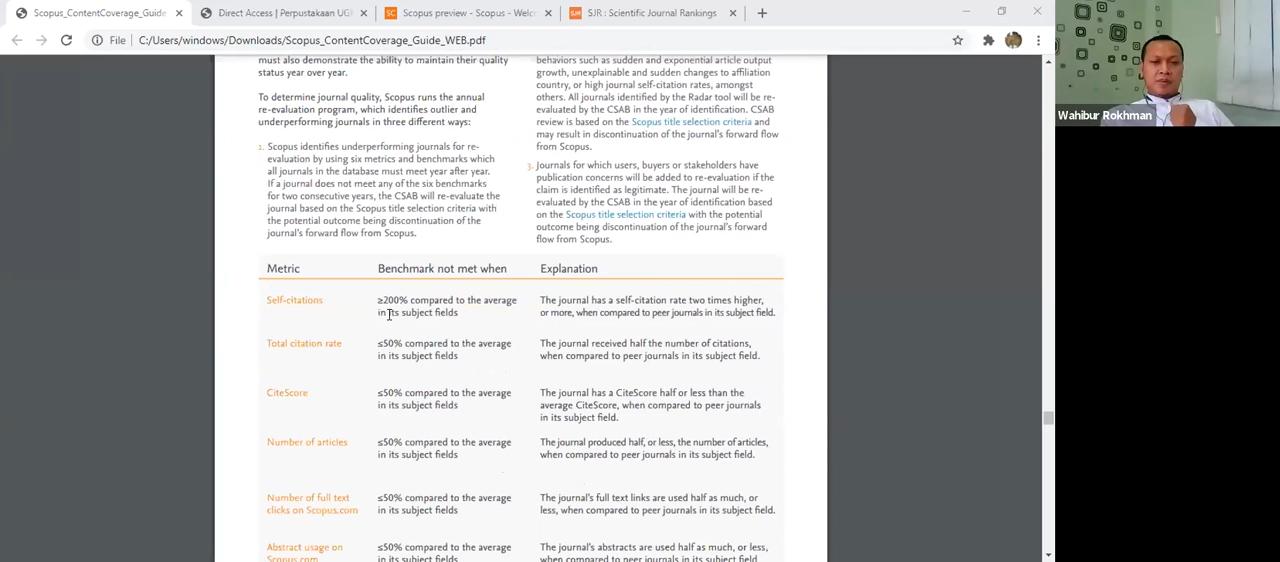 Scopus_ContentCoverage_Guide
Direct Access | Perpustakaan UG
Scopus preview - Scopus - Welc
SJR : Scientific Journal Rankings
File
C:/Users/windows/Downloads/Scopus_ContentCoverage_Guide_WEB.pdf
must also demonstrate the ability to maintain their quality
status year over year.
To determine journal quality, Scopus runs the annual
re-evaluation program, which identifies outlier and
underperforming journals in three different ways:
1. Scopus identifies underperforming journals for re-
evaluation by using six metrics and benchmarks which
all journals in the database must meet year after year.
If a journal does not meet any of the six benchmarks
for two consecutive years, the CSAB will re-evaluate the
journal based on the Scopus title selection criteria with
the potential outcome being discontinuation of the
journal's forward flow from Scopus.
behaviors such as sudden and exponential article output
growth, unexplainable and sudden changes to affiliation
country, or high journal self-citation rates, amongst
others. All journals identified by the Radar tool will be re-
evaluated by the CSAB in the year of identification. CSAB
review is based on the Scopus title selection criteria and
may result in discontinuation of the journal's forward flow
from Scopus.
3. Journals for which users, buyers or stakeholders have
publication concerns will be added to re-evaluation if the
claim is identified as legitimate. The journal will be re-
evaluated by the CSAB in the year of identification based
on the Scopus title selection criteria with the potential
outcome being discontinuation of the journal's forward
flow from Scopus.
Metric
Benchmark not met when
Explanation
Self-citations
≥200% compared to the average
in its subject fields
The journal has a self-citation rate two times higher,
or more, when compared to peer journals in its subject field.
Total citation rate
≤50% compared to the average
in its subject fields
The journal received half the number of citations,
when compared to peer journals in its subject field.
CiteScore
≤50% compared to the average
in its subject fields
The journal has a CiteScore half or less than the
average CiteScore, when compared to peer journals
in its subject field.
Number of articles
≤50% compared to the average
in its subject fields
The journal produced half, or less, the number of articles,
when compared to peer journals in its subject field.
Number of full text
clicks on Scopus.com
≤50% compared to the average
in its subject fields
The journal's full text links are used half as much, or
less, when compared to peer journals in its subject field.
Abstract usage on
Scopus.com
≤50% compared to the average
in its subject fields
The journal's abstracts are used half as much, or less,
when compared to peer journals in its subject field
Wahibur Rokhman